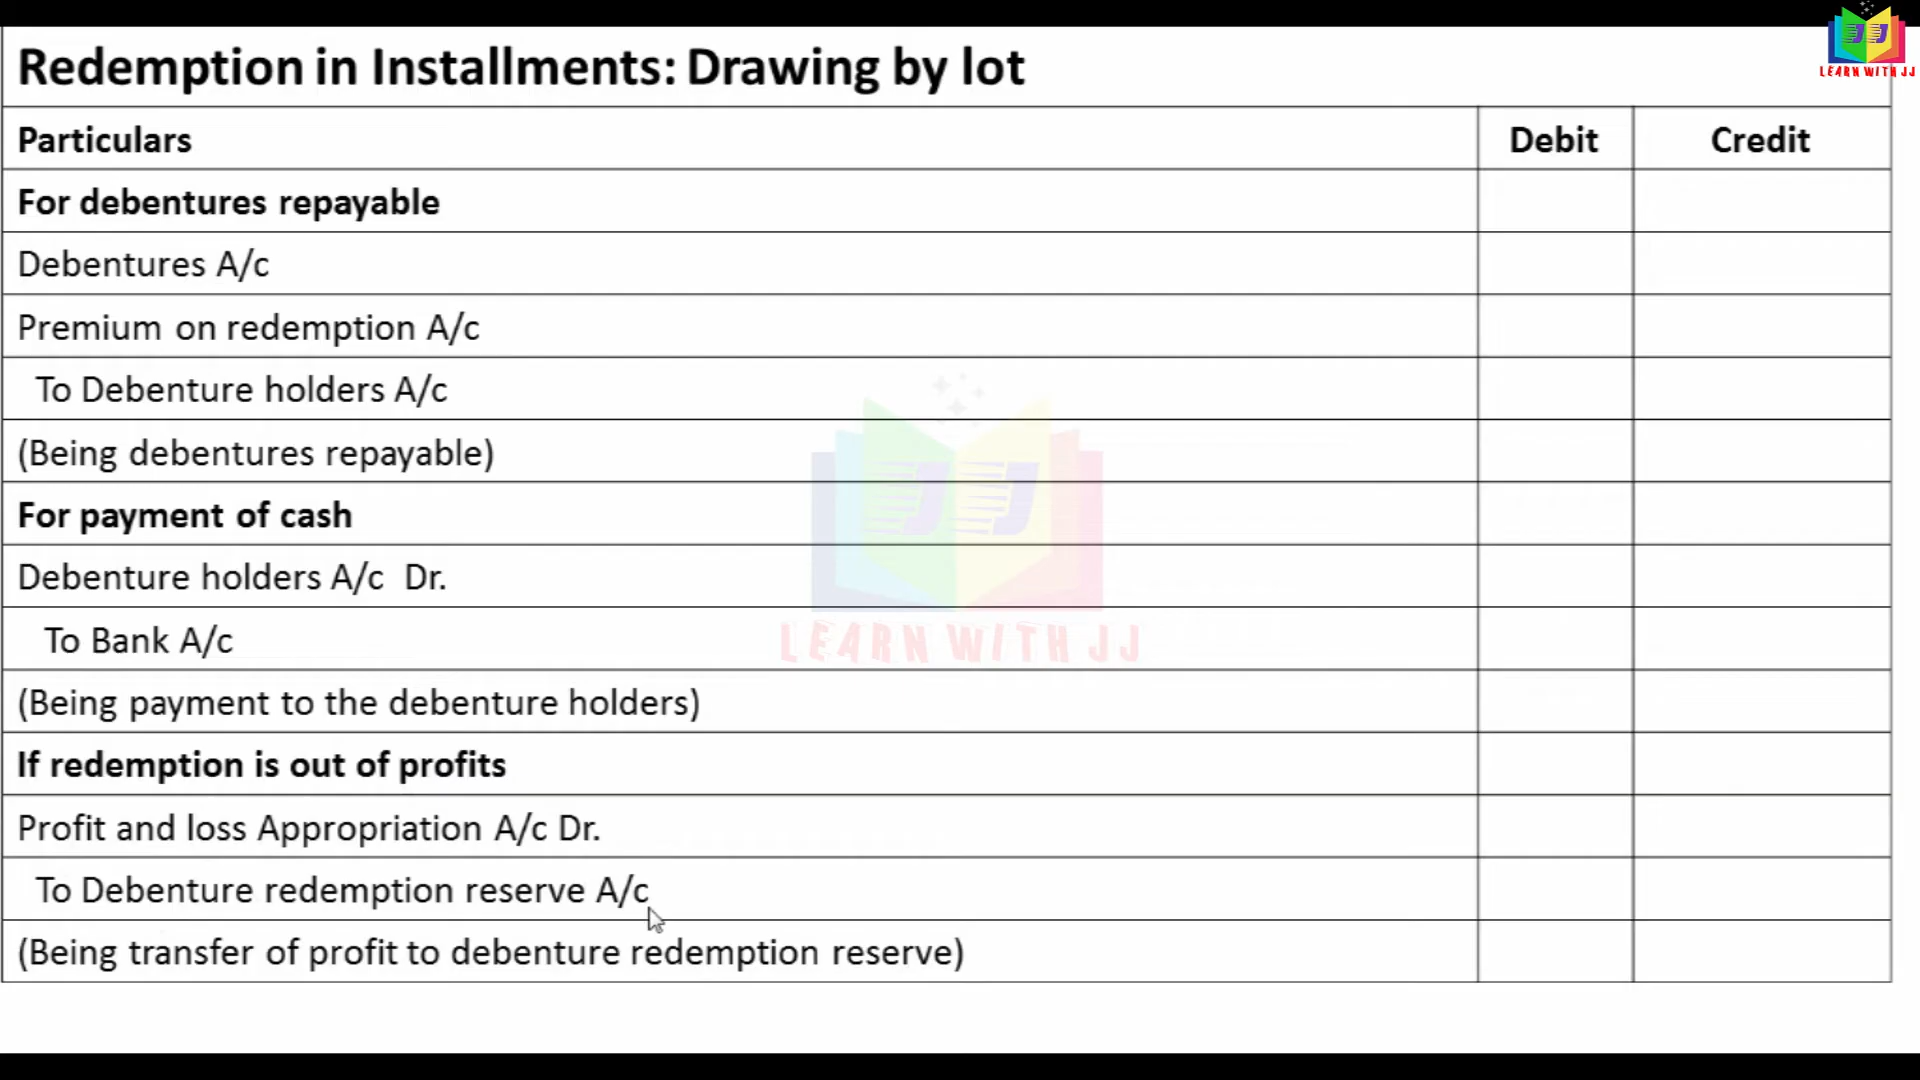 LEARN WITH JJ
Redemption in Installments: Drawing by lot
Particulars Debit Credit
For debentures repayable
Debentures A/c
Premium on redemption A/c
To Debenture holders A/c
(Being debentures repayable)
For payment of cash
Debenture holders A/c Dr.
To Bank A/c
(Being payment to the debenture holders)
If redemption is out of profits
Profit and loss Appropriation A/c Dr.
To Debenture redemption reserve A/c
(Being transfer of profit to debenture redemption reserve)
JJ
LEARN WITH JJ